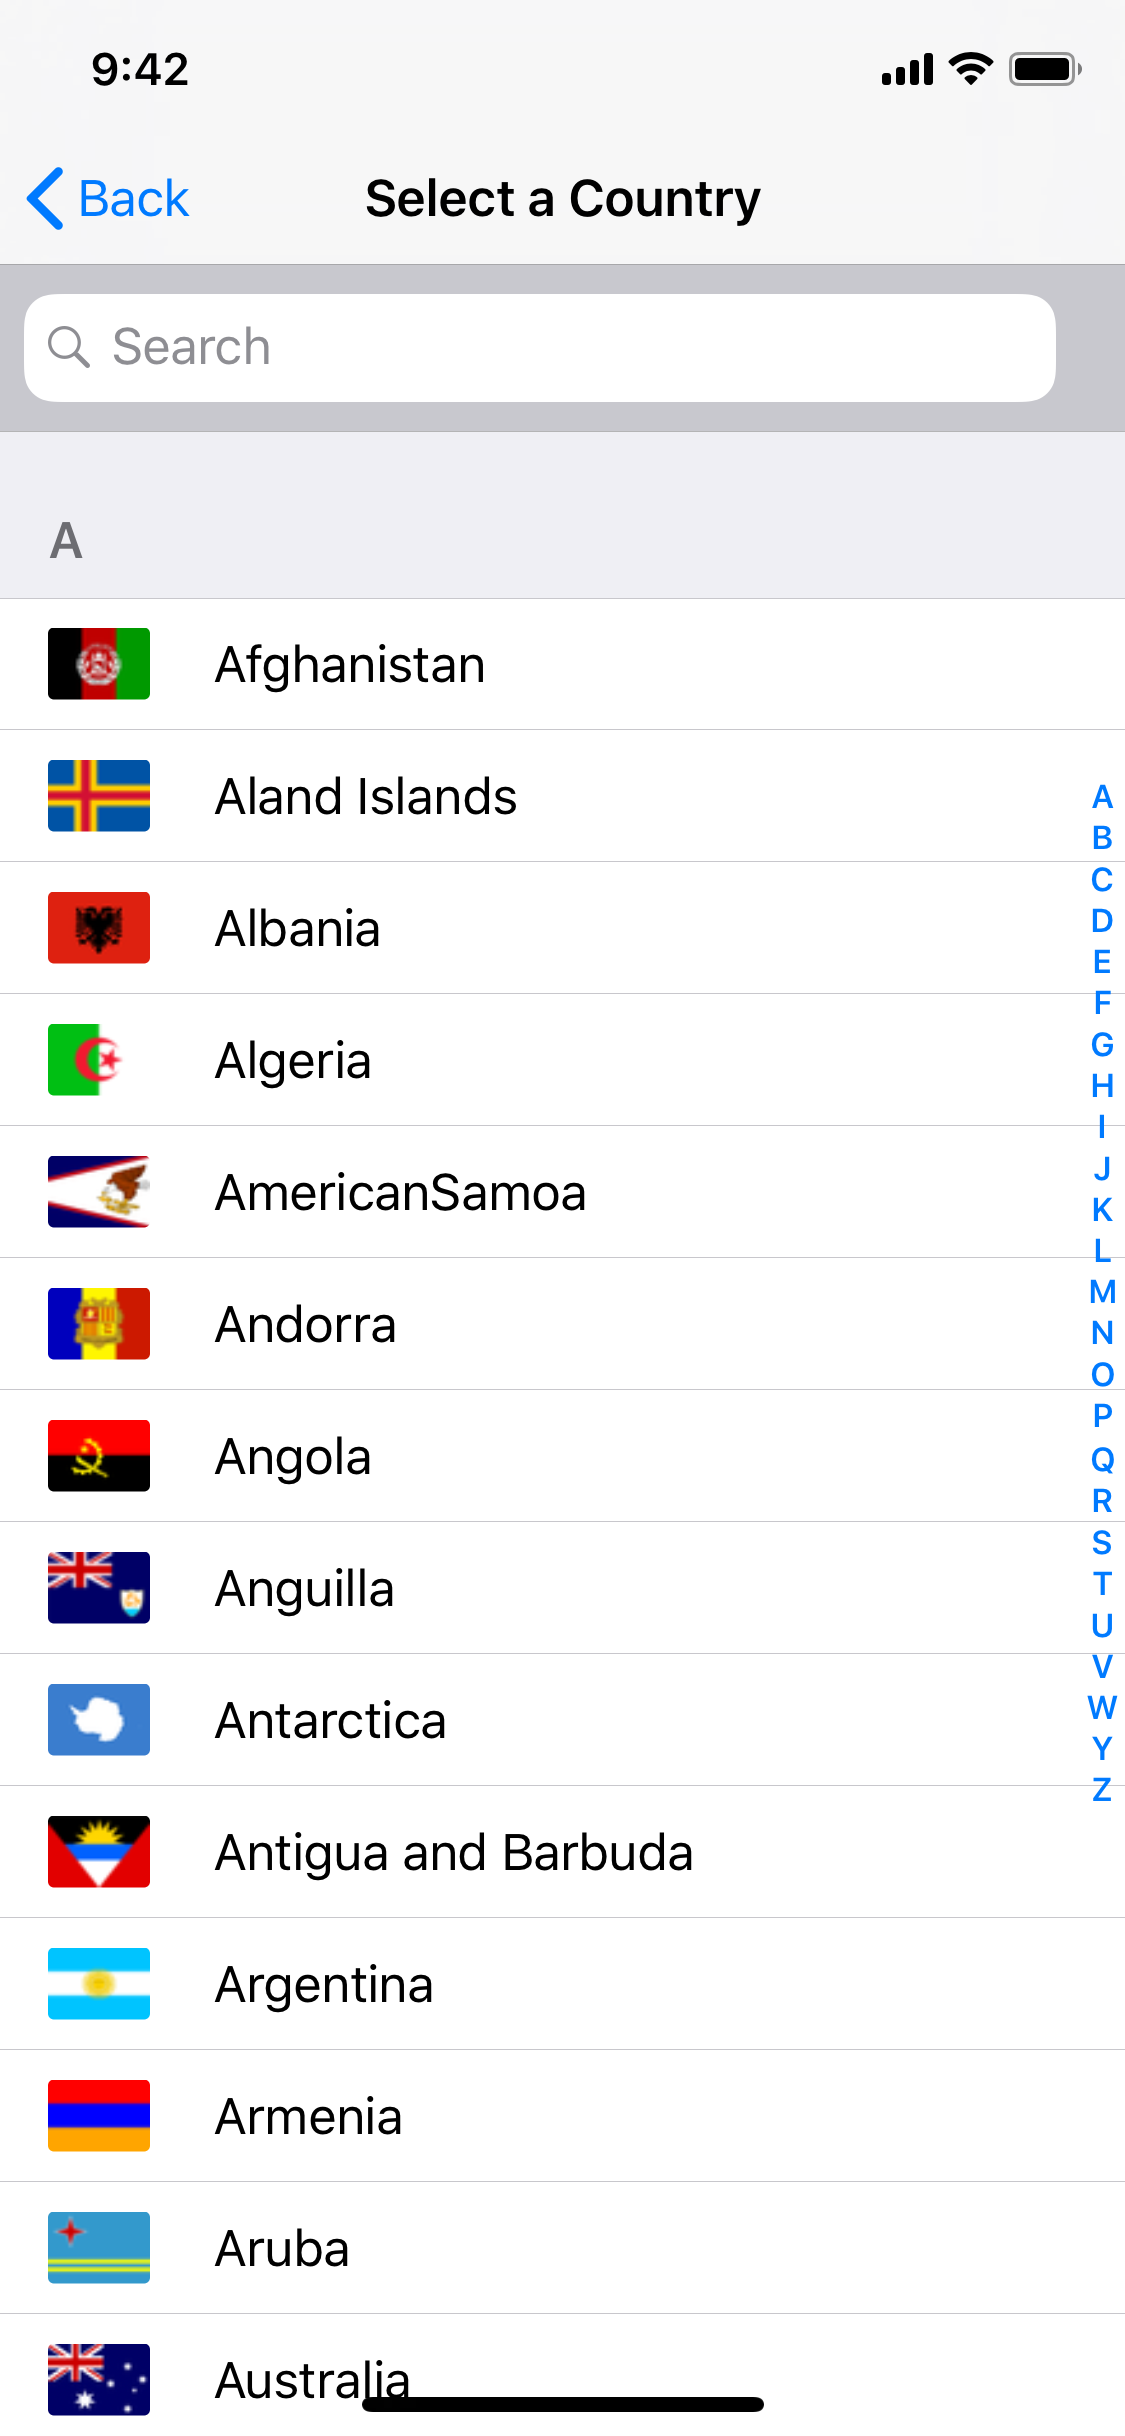 9:42
Back
Select a Country
Search
A
Afghanistan
Aland Islands
Albania
Algeria
AmericanSamoa
Andorra
Angola
Anguilla
Antarctica
Antigua and Barbuda
Argentina
Armenia
Aruba
Australia
A
B
C
D
E
F
G
H
I
J
K
L
M
N
O
P
Q
R
S
T
U
V
W
Y
Z